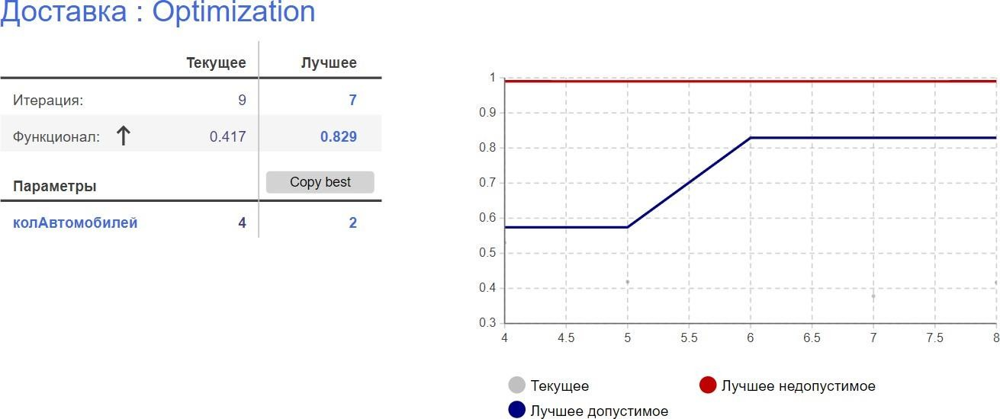 Доставка : Optimization
Текущее Лучшее
Итерация: 9 7
Функционал: ↑ 0.417 0.829
Параметры Copy best
колАвтомобилей 4 2
1
0.9
0.8
0.7
0.6
0.5
0.4
0.3
4 4.5 5 5.5 6 6.5 7 7.5 8
Текущее Лучшее недопустимое
Лучшее допустимое